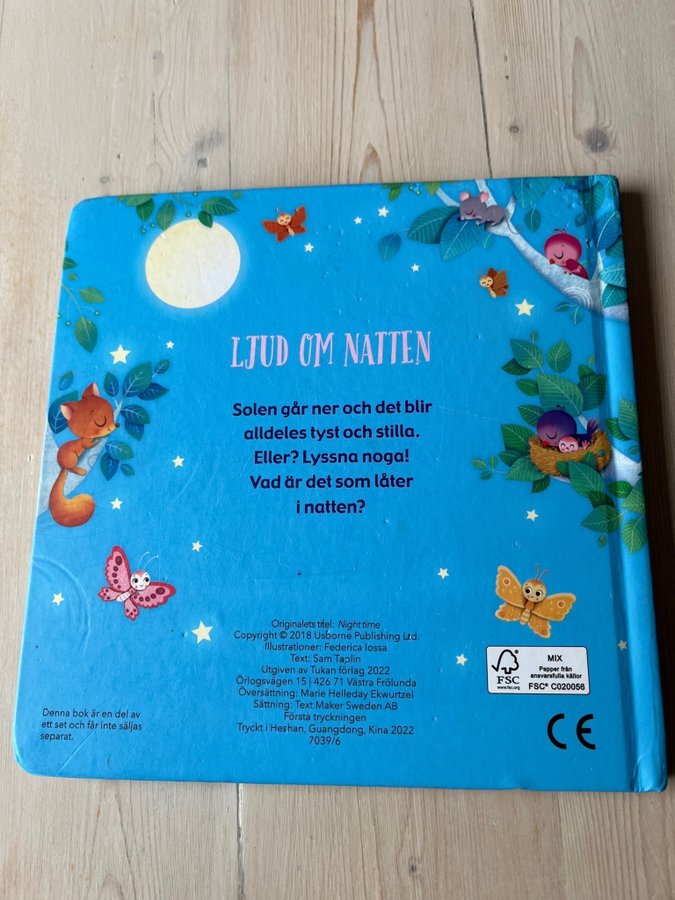 LJUD OM NATTEN
Solen går ner och det blir
alldeles tyst och stilla.
Eller? Lyssna noga!
Vad är det som låter
i natten?
Originalets titel: Night time
Copyright © 2018 Usborne Publishing Ltd.
Illustrationer: Federica Iossa
Text: Sam Taplin
Utgiven av Tukan förlag 2022
Örlogsvägen 15 | 426 71 Västra Frölunda
Översättning: Marie Helleday Ekwurtzel
Sättning: Text Maker Sweden AB
Första tryckningen
Tryckt i Heshan, Guangdong, Kina 2022
7039/6
Denna bok är en del av
ett set och får inte säljas
separat.
FSC
www.fsc.org
MIX
Papper från
ansvarsfulla källor
FSC® C020056
CE